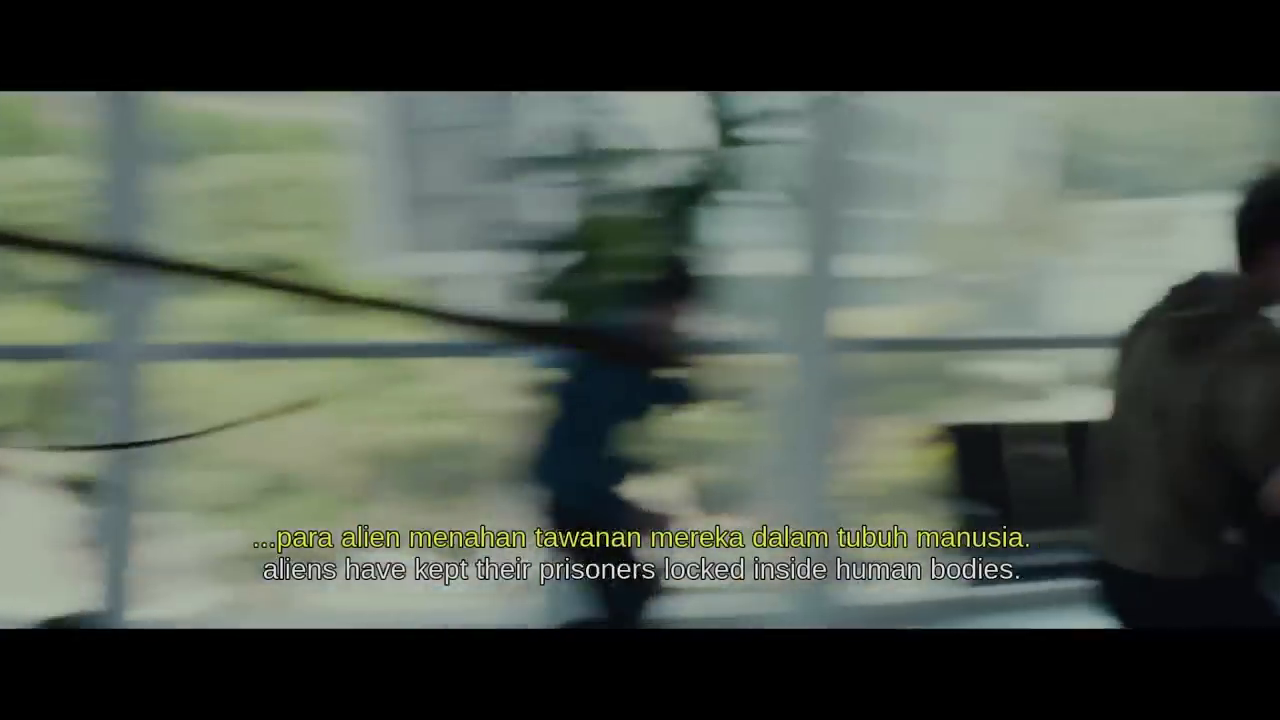 ...para alien menahan tawanan mereka dalam tubuh manusia.
aliens have kept their prisoners locked inside human bodies.